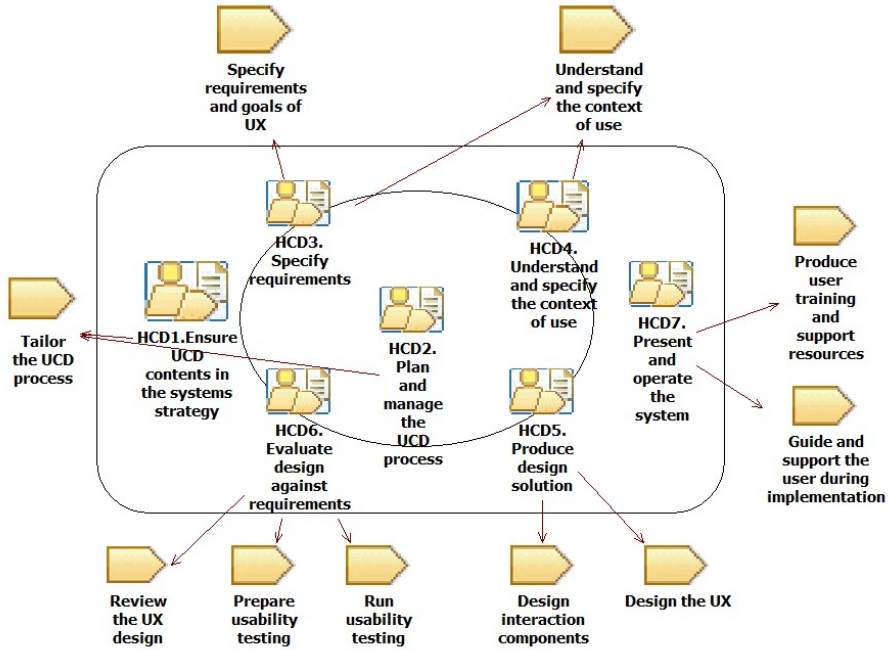 Specify
requirements
and goals of
UX
Understand
and specify
the context
of use
HCD3.
Specify
requirements
HCD4.
Understand
and specify
the context
of use
Tailor
the UCD
process
HCD1.Ensure
UCD
contents in
the systems
strategy
HCD2.
Plan
and
manage
the
UCD
process
HCD7.
Present
and
operate
the
system
Produce
user
training
and
support
resources
HCD6.
Evaluate
design
against
requirements
HCD5.
Produce
design
solution
Guide and
support the
user during
implementation
Review
the UX
design
Prepare
usability
testing
Run
usability
testing
Design
interaction
components
Design the UX